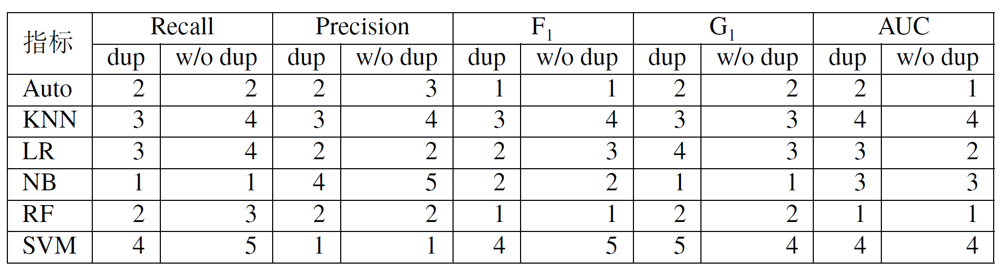 指标 Recall Precision F1 G1 AUC
dup w/o dup dup w/o dup dup w/o dup dup w/o dup dup w/o dup
Auto 2 2 2 3 1 1 2 2 2 1
KNN 3 4 3 4 3 4 3 3 4 4
LR 3 4 2 2 2 3 4 3 3 2
NB 1 1 4 5 2 2 1 1 3 3
RF 2 3 2 2 1 1 2 2 1 1
SVM 4 5 1 1 4 5 5 4 4 4